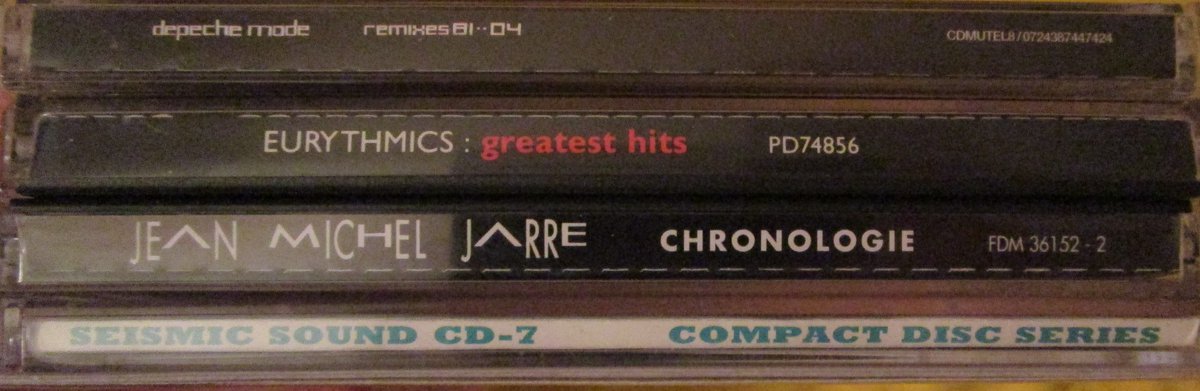 depeche mode remixes 81··04 CDMUTEL8/0724387447424
EURYTHMICS : greatest hits PD74856
JEAN MICHEL JARRE CHRONOLOGIE FDM 36152 - 2
SEISMIC SOUND CD-7 COMPACT DISC SERIES